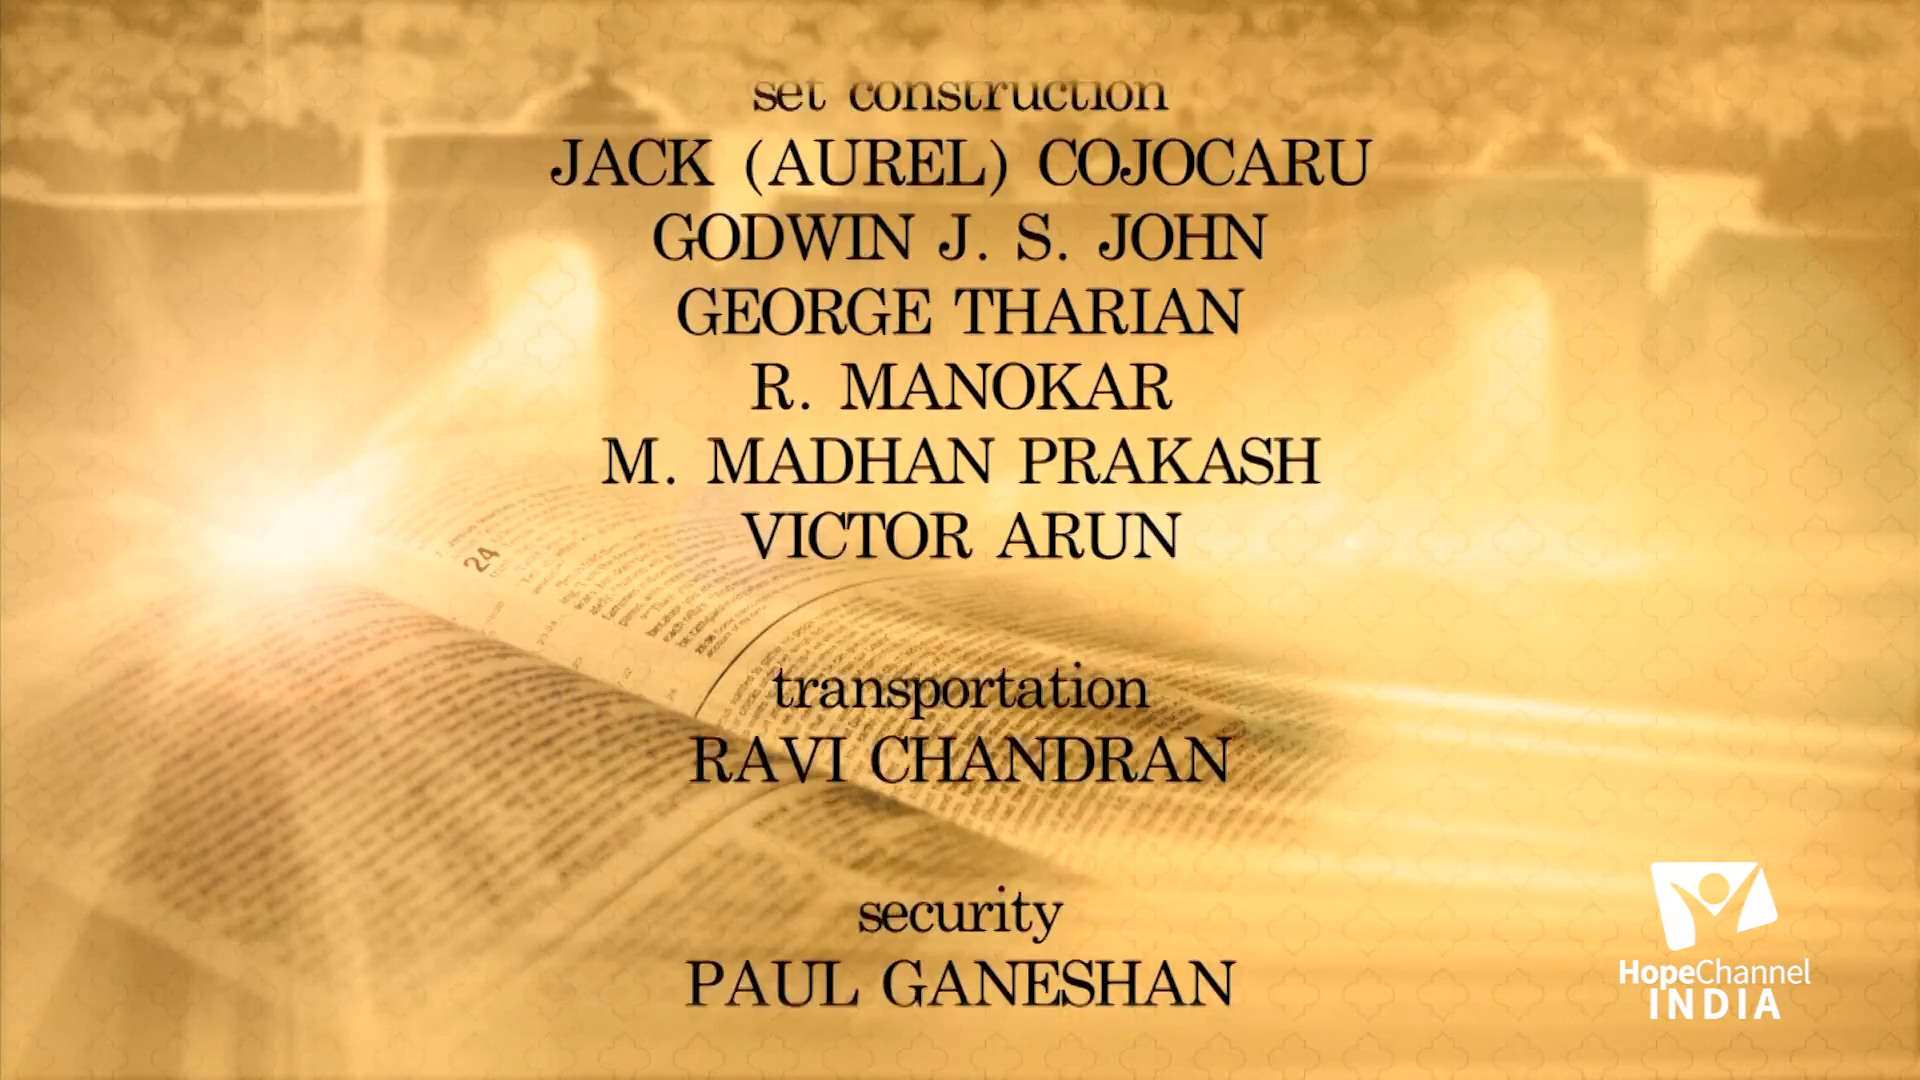 set construction
JACK (AUREL) COJOCARU
GODWIN J. S. JOHN
GEORGE THARIAN
R. MANOKAR
M. MADHAN PRAKASH
VICTOR ARUN
24
transportation
RAVI CHANDRAN
security
PAUL GANESHAN
HopeChannel
INDIA